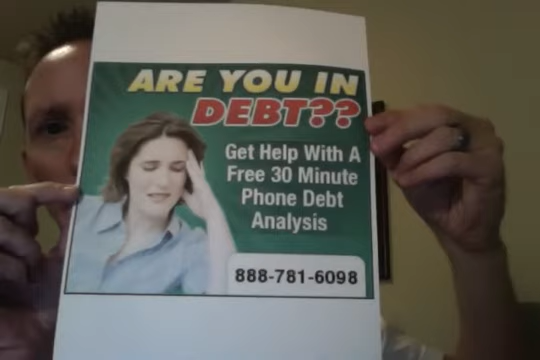 ARE YOU IN
DEBT??
Get Help With A
Free 30 Minute
Phone Debt
Analysis
888-781-6098